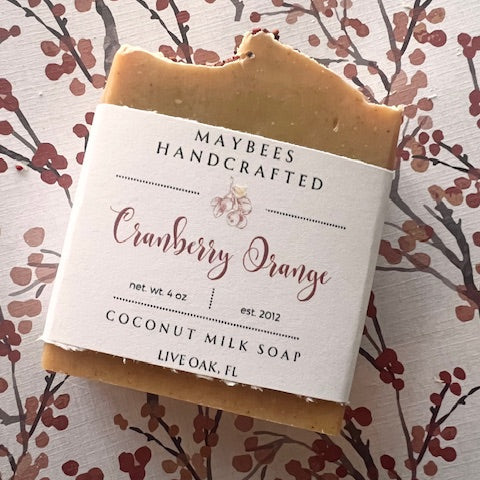 MAYBEES
HANDCRAFTED
Cranberry Orange
net. wt. 4 oz
est. 2012
COCONUT MILK SOAP
LIVE OAK, FL